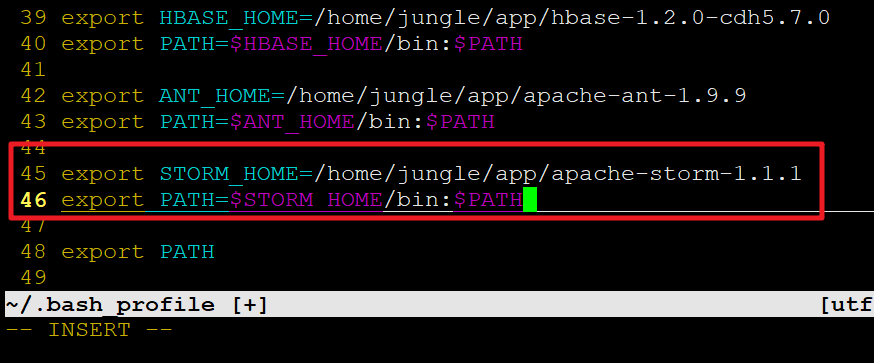 39 export HBASE_HOME=/home/jungle/app/hbase-1.2.0-cdh5.7.0
40 export PATH=$HBASE_HOME/bin:$PATH
41
42 export ANT_HOME=/home/jungle/app/apache-ant-1.9.9
43 export PATH=$ANT_HOME/bin:$PATH
44
45 export STORM_HOME=/home/jungle/app/apache-storm-1.1.1
46 export PATH=$STORM_HOME/bin:$PATH
47
48 export PATH
49
~/.bash_profile [+] [utf
-- INSERT --